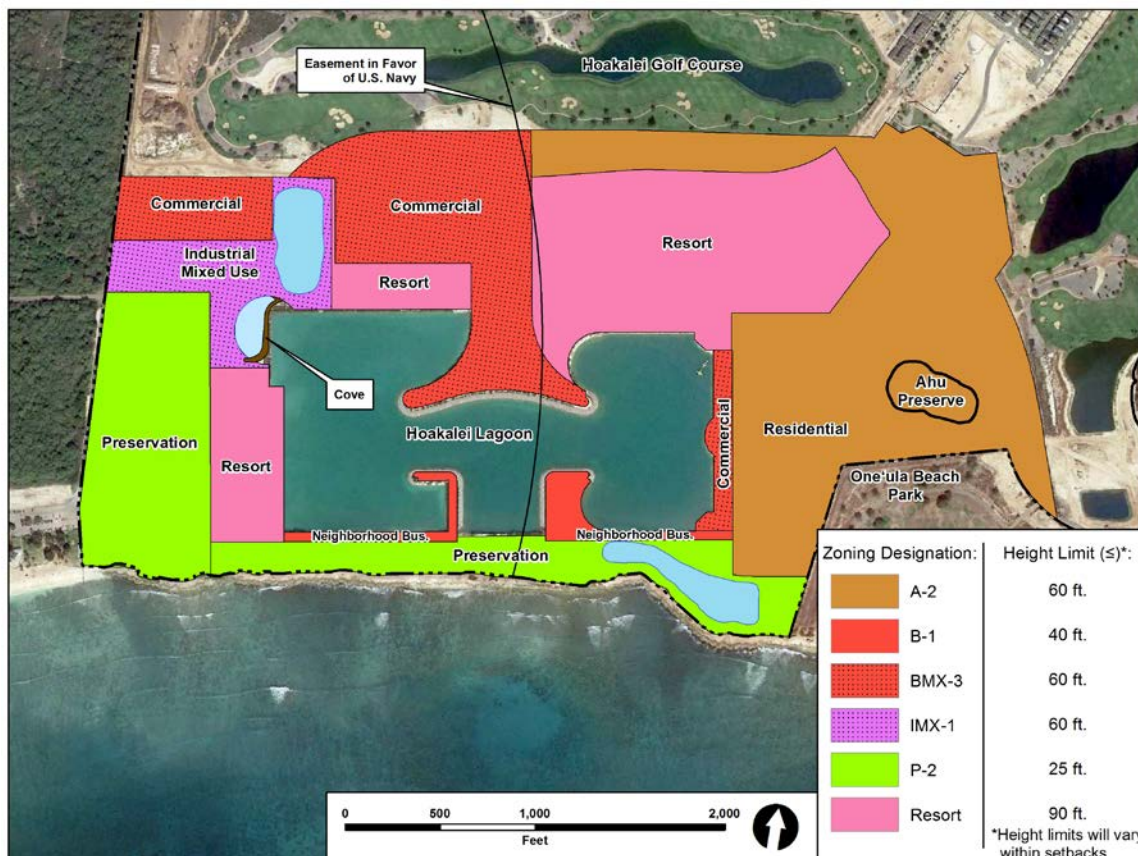 Easement in Favor
of U.S. Navy
Hoakalei Golf Course
Commercial
Commercial
Industrial
Mixed Use
Resort
Resort
Cove
Ahu
Preserve
Preservation
Hoakalei Lagoon
Commercial
Residential
Resort
One'ula Beach
Park
Neighborhood Bus.
Neighborhood Bus.
Preservation
Zoning Designation:
Height Limit (≤)*:
A-2
60 ft.
B-1
40 ft.
BMX-3
60 ft.
IMX-1
60 ft.
P-2
25 ft.
Resort
90 ft.
*Height limits will vary
within setbacks
0
500
1,000
2,000
Feet